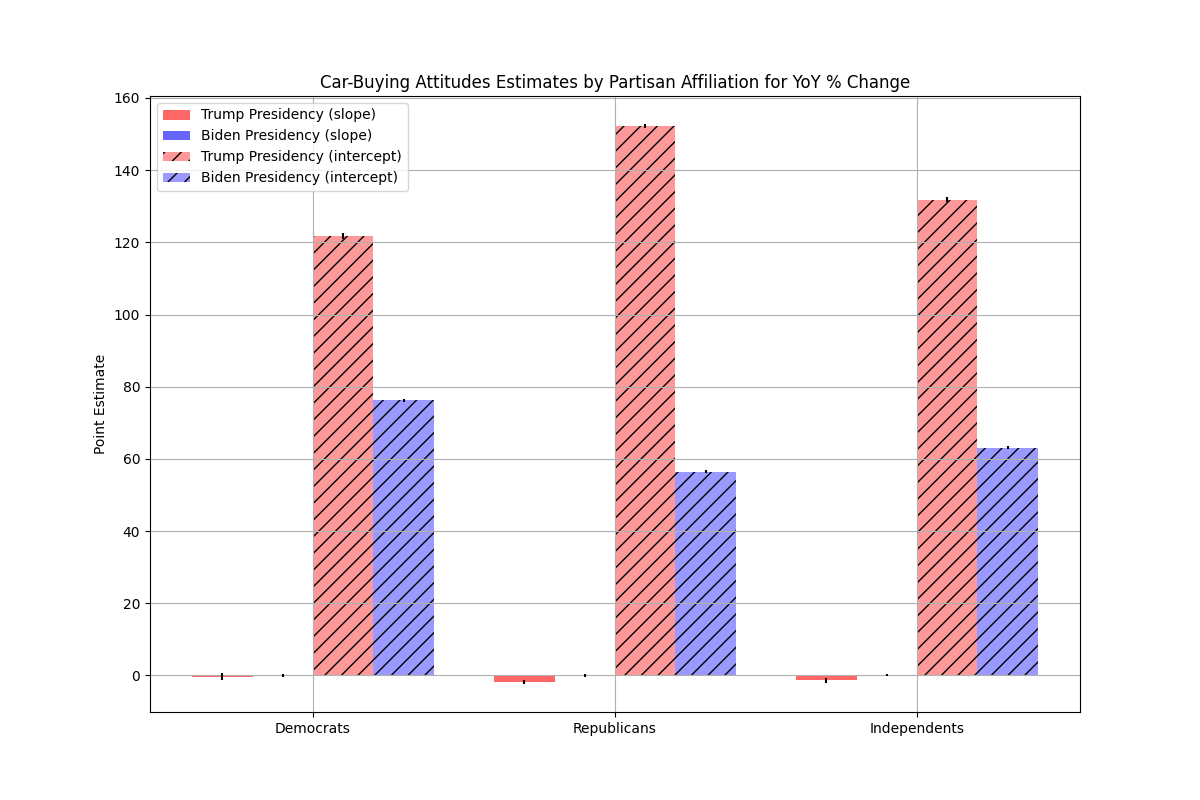 Car-Buying Attitudes Estimates by Partisan Affiliation for YoY % Change
Trump Presidency (slope)
Biden Presidency (slope)
Trump Presidency (intercept)
Biden Presidency (intercept)
Point Estimate
160
140
120
100
80
60
40
20
0
Democrats
Republicans
Independents